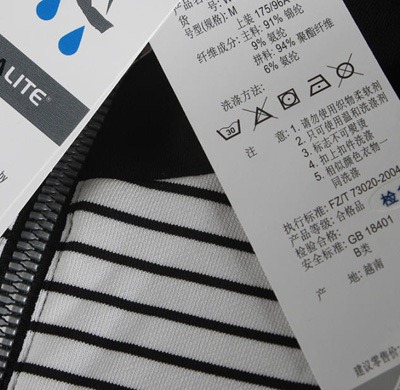 LITE®
by
号型(规格): M
上装 175/96A
纤维成分: 主料: 91% 锦纶
9% 氨纶
拼料: 94% 聚酯纤维
6% 氨纶
洗涤方法:
30
注 意: 1. 请勿使用织物柔软剂
2. 只可使用温和洗涤剂
3. 标志不可熨烫
4. 扣上扣件洗涤
5. 相似颜色衣物一
同洗涤
执行标准: FZ/T 73020-2004
产品等级: 合格品
检验合格:
安全标准: GB 18401
B类
产 地: 越南
建议零售价